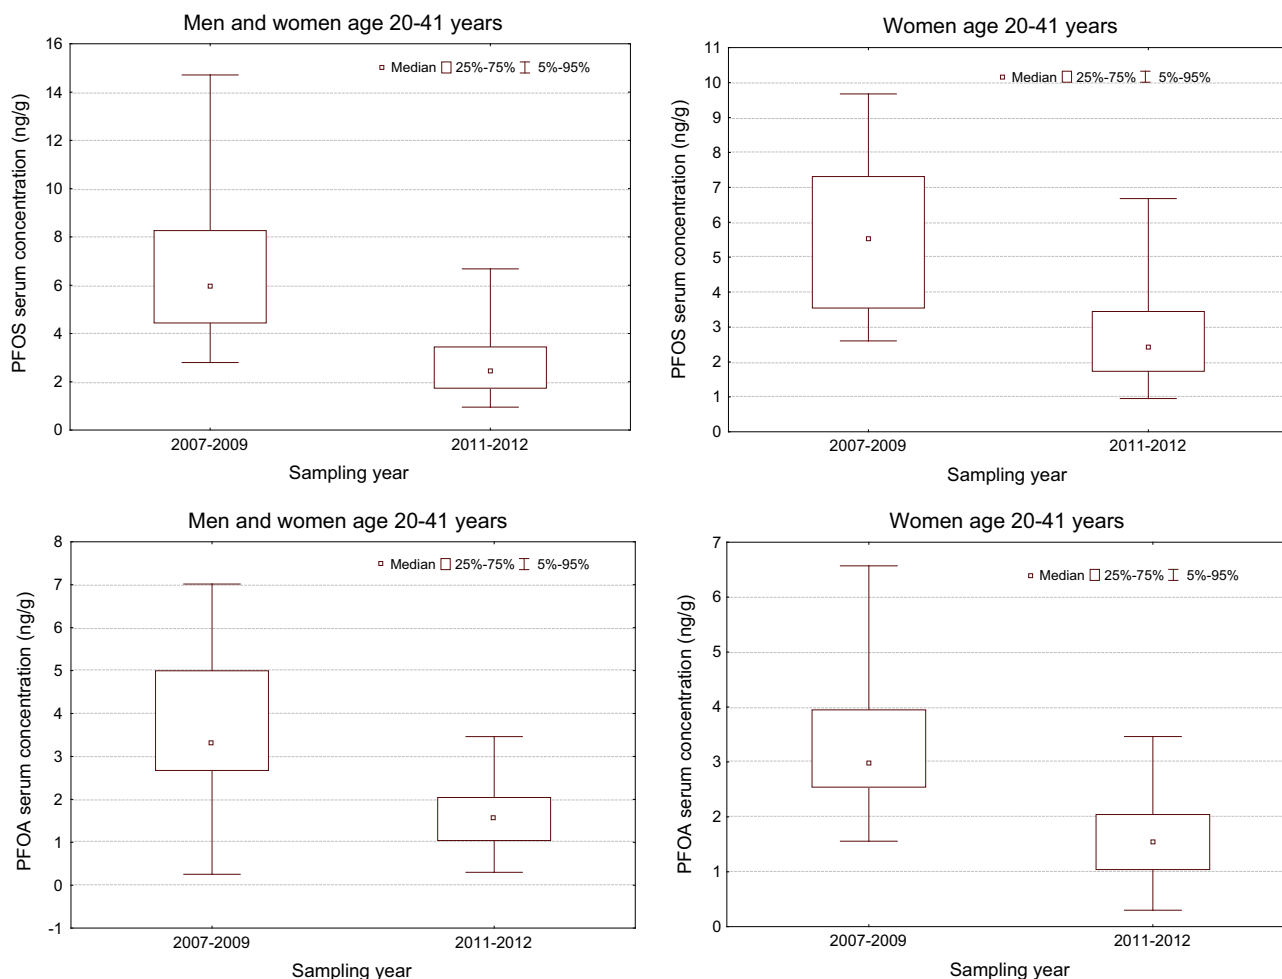 Men and women age 20-41 years
Median 25%-75% 5%-95%
PFOS serum concentration (ng/g)
16
14
12
10
8
6
4
2
0
2007-2009 2011-2012
Sampling year
Women age 20-41 years
Median 25%-75% 5%-95%
PFOS serum concentration (ng/g)
11
10
9
8
7
6
5
4
3
2
1
0
2007-2009 2011-2012
Sampling year
Men and women age 20-41 years
Median 25%-75% 5%-95%
PFOA serum concentration (ng/g)
8
7
6
5
4
3
2
1
0
-1
2007-2009 2011-2012
Sampling year
Women age 20-41 years
Median 25%-75% 5%-95%
PFOA serum concentration (ng/g)
7
6
5
4
3
2
1
0
2007-2009 2011-2012
Sampling year